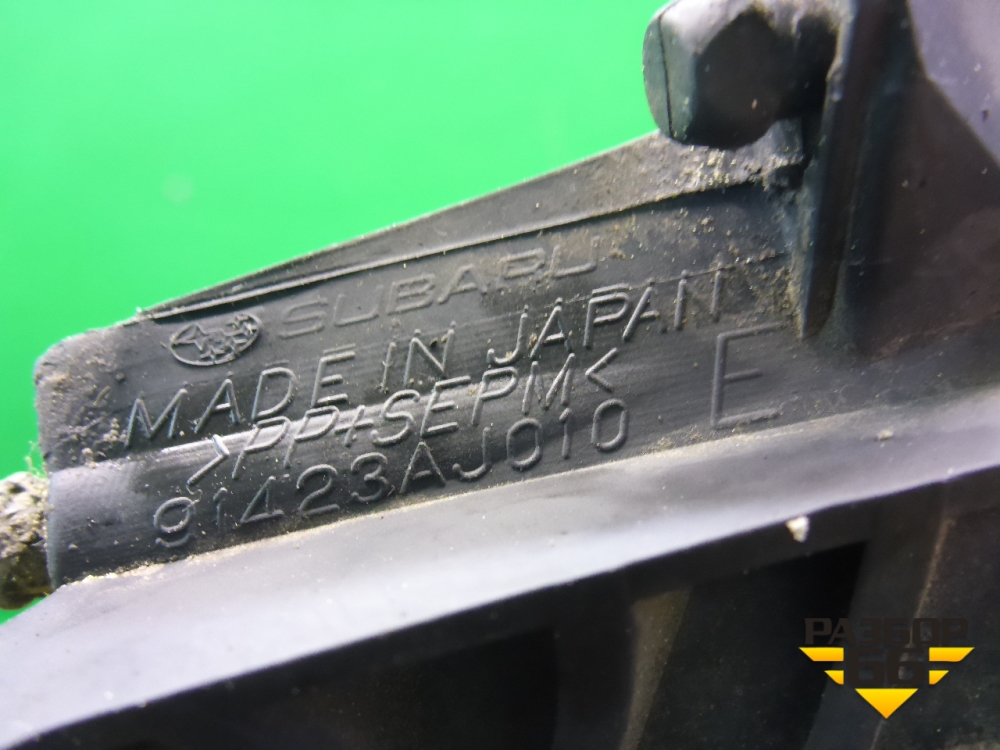 SUBARU
MADE IN JAPAN
>PP+SEPM<
91423AJ010
E
РАЗБОР
66